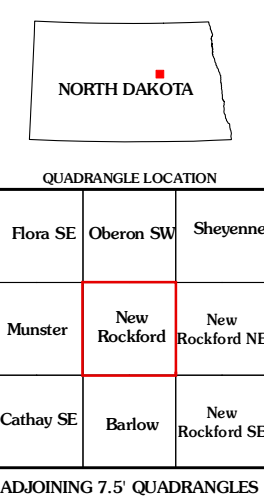 NORTH DAKOTA
QUADRANGLE LOCATION
Flora SE Oberon SW Sheyenne
Munster New Rockford New Rockford NE
Cathay SE Barlow New Rockford SE
ADJOINING 7.5' QUADRANGLES